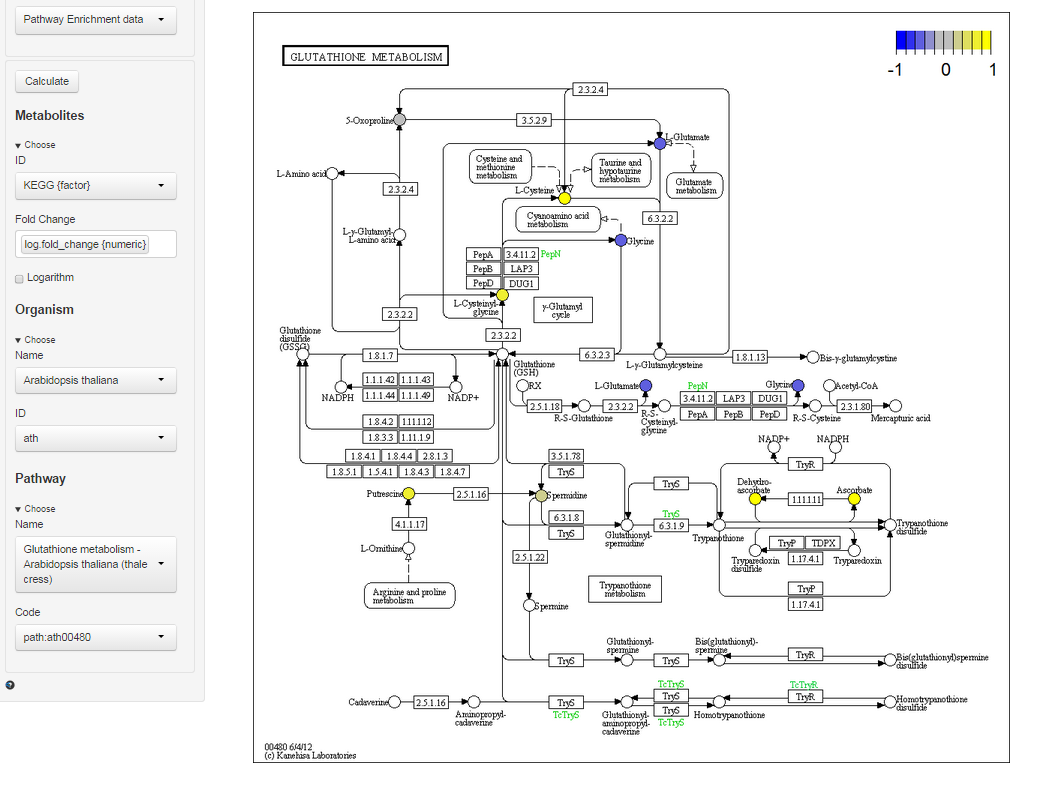 Pathway Enrichment data
Calculate
Metabolites
Choose
ID
KEGG {factor}
Fold Change
log.fold_change {numeric}
Logarithm
Organism
Choose
Name
Arabidopsis thaliana
ID
ath
Pathway
Choose
Name
Glutathione metabolism -
Arabidopsis thaliana (thale
cress)
Code
path:ath00480
?
GLUTATHIONE METABOLISM
-1 0 1
2.3.2.4
5-Oxoproline
3.5.2.9
L-Glutamate
Cysteine and
methionine
metabolism
Taurine and
hypotaurine
metabolism
L-Amino acid
Glutamate
metabolism
2.3.2.4
L-Cysteine
Cyanoamino acid
metabolism
6.3.2.2
L-γ-Glutamyl-
L-amino acid
Glycine
PepA 3.4.11.2 PepN
PepB LAP3
PepD DUG1
L-Cysteinyl-
glycine
γ-Glutamyl
cycle
2.3.2.2
Glutathione
disulfide
(GSSG)
2.3.2.2
1.8.1.7
6.3.2.3
1.8.1.13
Bis-γ-glutamylcystine
Glutathione
(GSH)
L-γ-Glutamylcysteine
NADPH
1.1.1.42 1.1.1.43
1.1.1.44 1.1.1.49
NADP+
RX
L-Glutamate
PepN
Glycine
Acetyl-CoA
3.4.11.2 LAP3 DUG1
PepA PepB PepD
2.5.1.18
R-S-Glutathione
2.3.2.2
R-S-
Cysteinyl-
glycine
R-S-Cysteine
2.3.1.80
Mercapturic acid
1.8.4.2 1.11.1.12
1.8.3.3 1.11.1.9
1.8.4.1 1.8.4.4 2.8.1.3
1.8.5.1 1.5.4.1 1.8.4.3 1.8.4.7
3.5.1.78
TryS
NADP+
NADPH
TryR
Putrescine
2.5.1.16
Spermidine
TryS
Dehydro-
ascorbate
1.11.1.11
Ascorbate
4.1.1.17
6.3.1.8
TryS
Glutathionyl-
spermidine
TryS
6.3.1.9
Trypanothione
Trypanothione
disulfide
L-Ornithine
2.5.1.22
TryP TDPX
1.17.4.1
Tryparedoxin
disulfide
Tryparedoxin
Arginine and proline
metabolism
Trypanothione
metabolism
TryP
1.17.4.1
Spermine
Glutathionyl-
spermine
Bis(glutathionyl)-
spermine
TryS
TryS
TryR
Bis(glutathionyl)spermine
disulfide
Cadaverine
2.5.1.16
Aminopropyl-
cadaverine
TryS
TcTryS
Glutathionyl-
aminopropyl-
cadaverine
TcTryS
TryS
TryS
TcTryS
Homotrypanothione
TcTryR
TryR
Homotrypanothione
disulfide
00480 6/4/12
(c) Kanehisa Laboratories